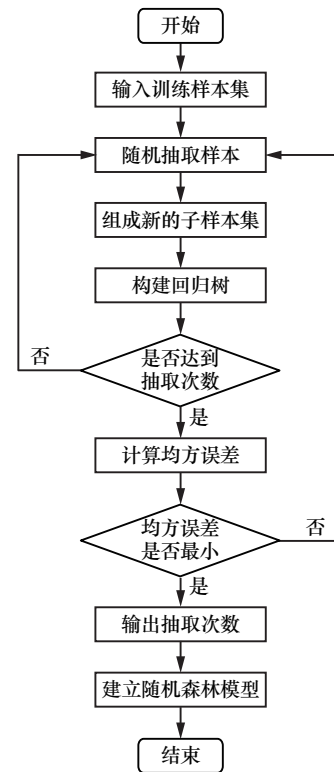 开始
输入训练样本集
随机抽取样本
组成新的子样本集
构建回归树
否
是否达到
抽取次数
是
计算均方误差
均方误差
是否最小
否
是
输出抽取次数
建立随机森林模型
结束